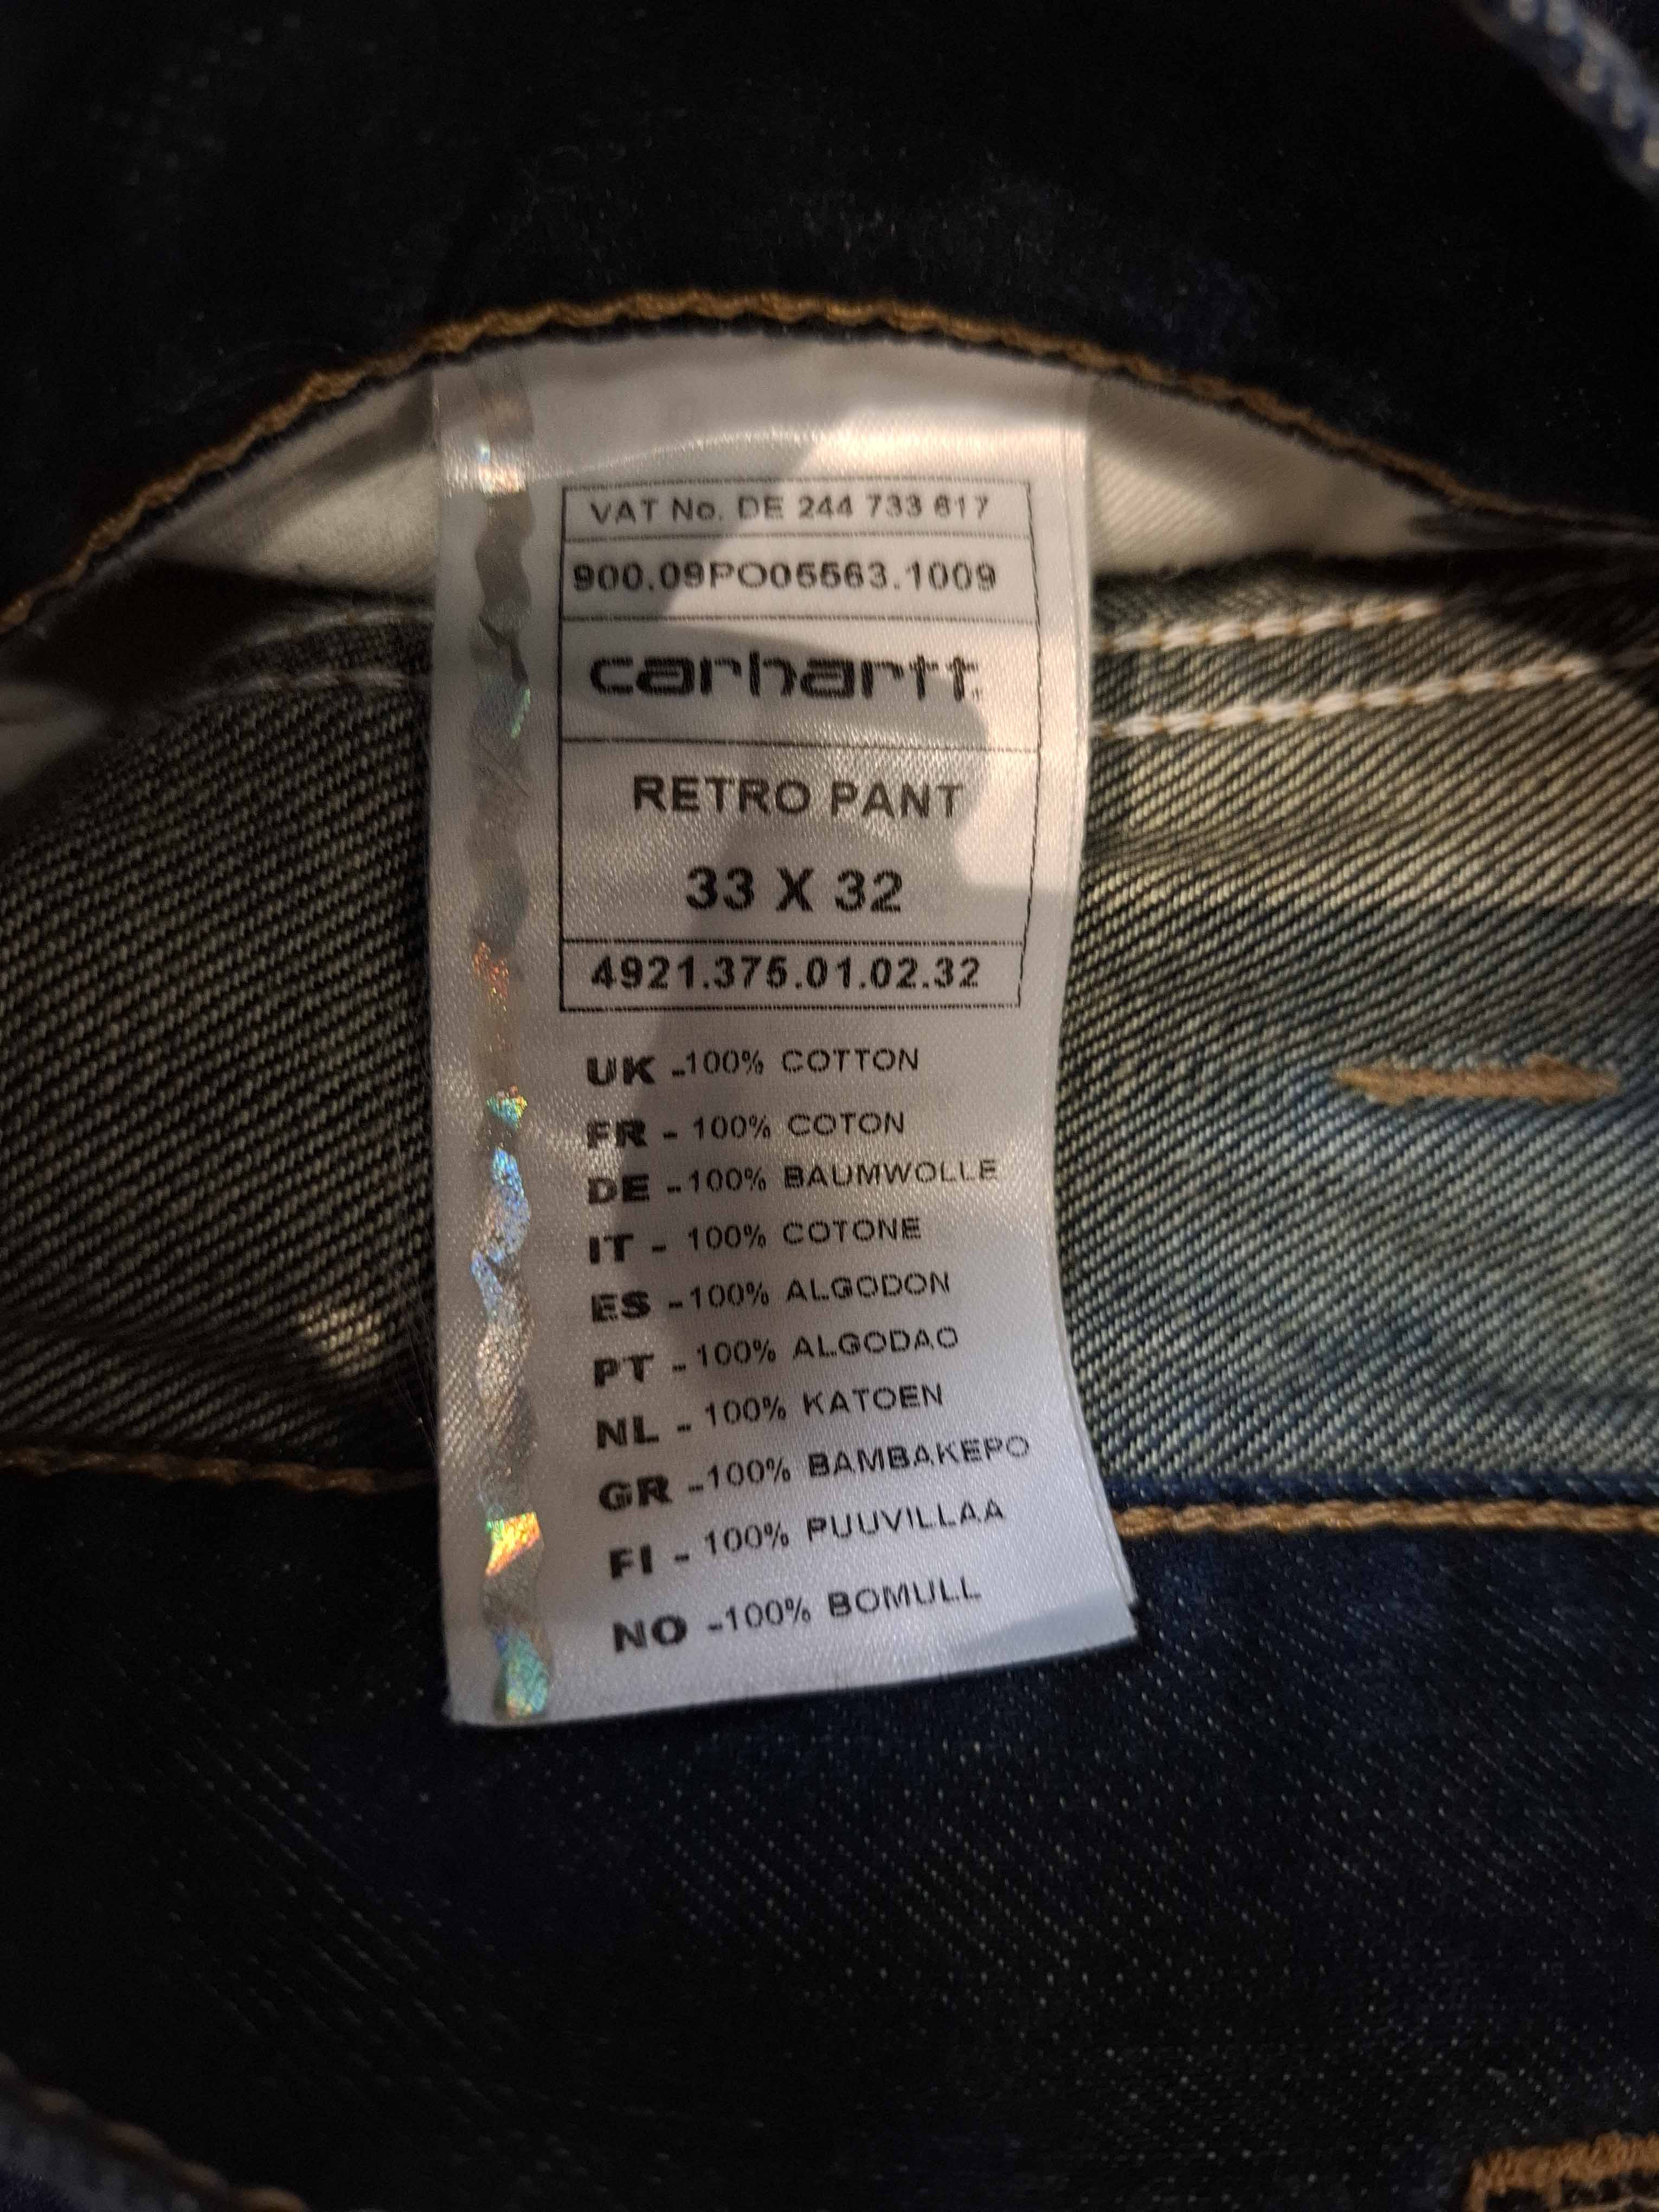 VAT No. DE 244 733 617
900.09PO05563.1009
carhartt
RETRO PANT
33 X 32
4921.375.01.02.32
UK -100% COTTON
FR - 100% COTON
DE -100% BAUMWOLLE
IT - 100% COTONE
ES -100% ALGODON
PT -100% ALGODAO
NL - 100% KATOEN
GR -100% BAMBAKEPO
FI - 100% PUUVILLAA
NO -100% BOMULL